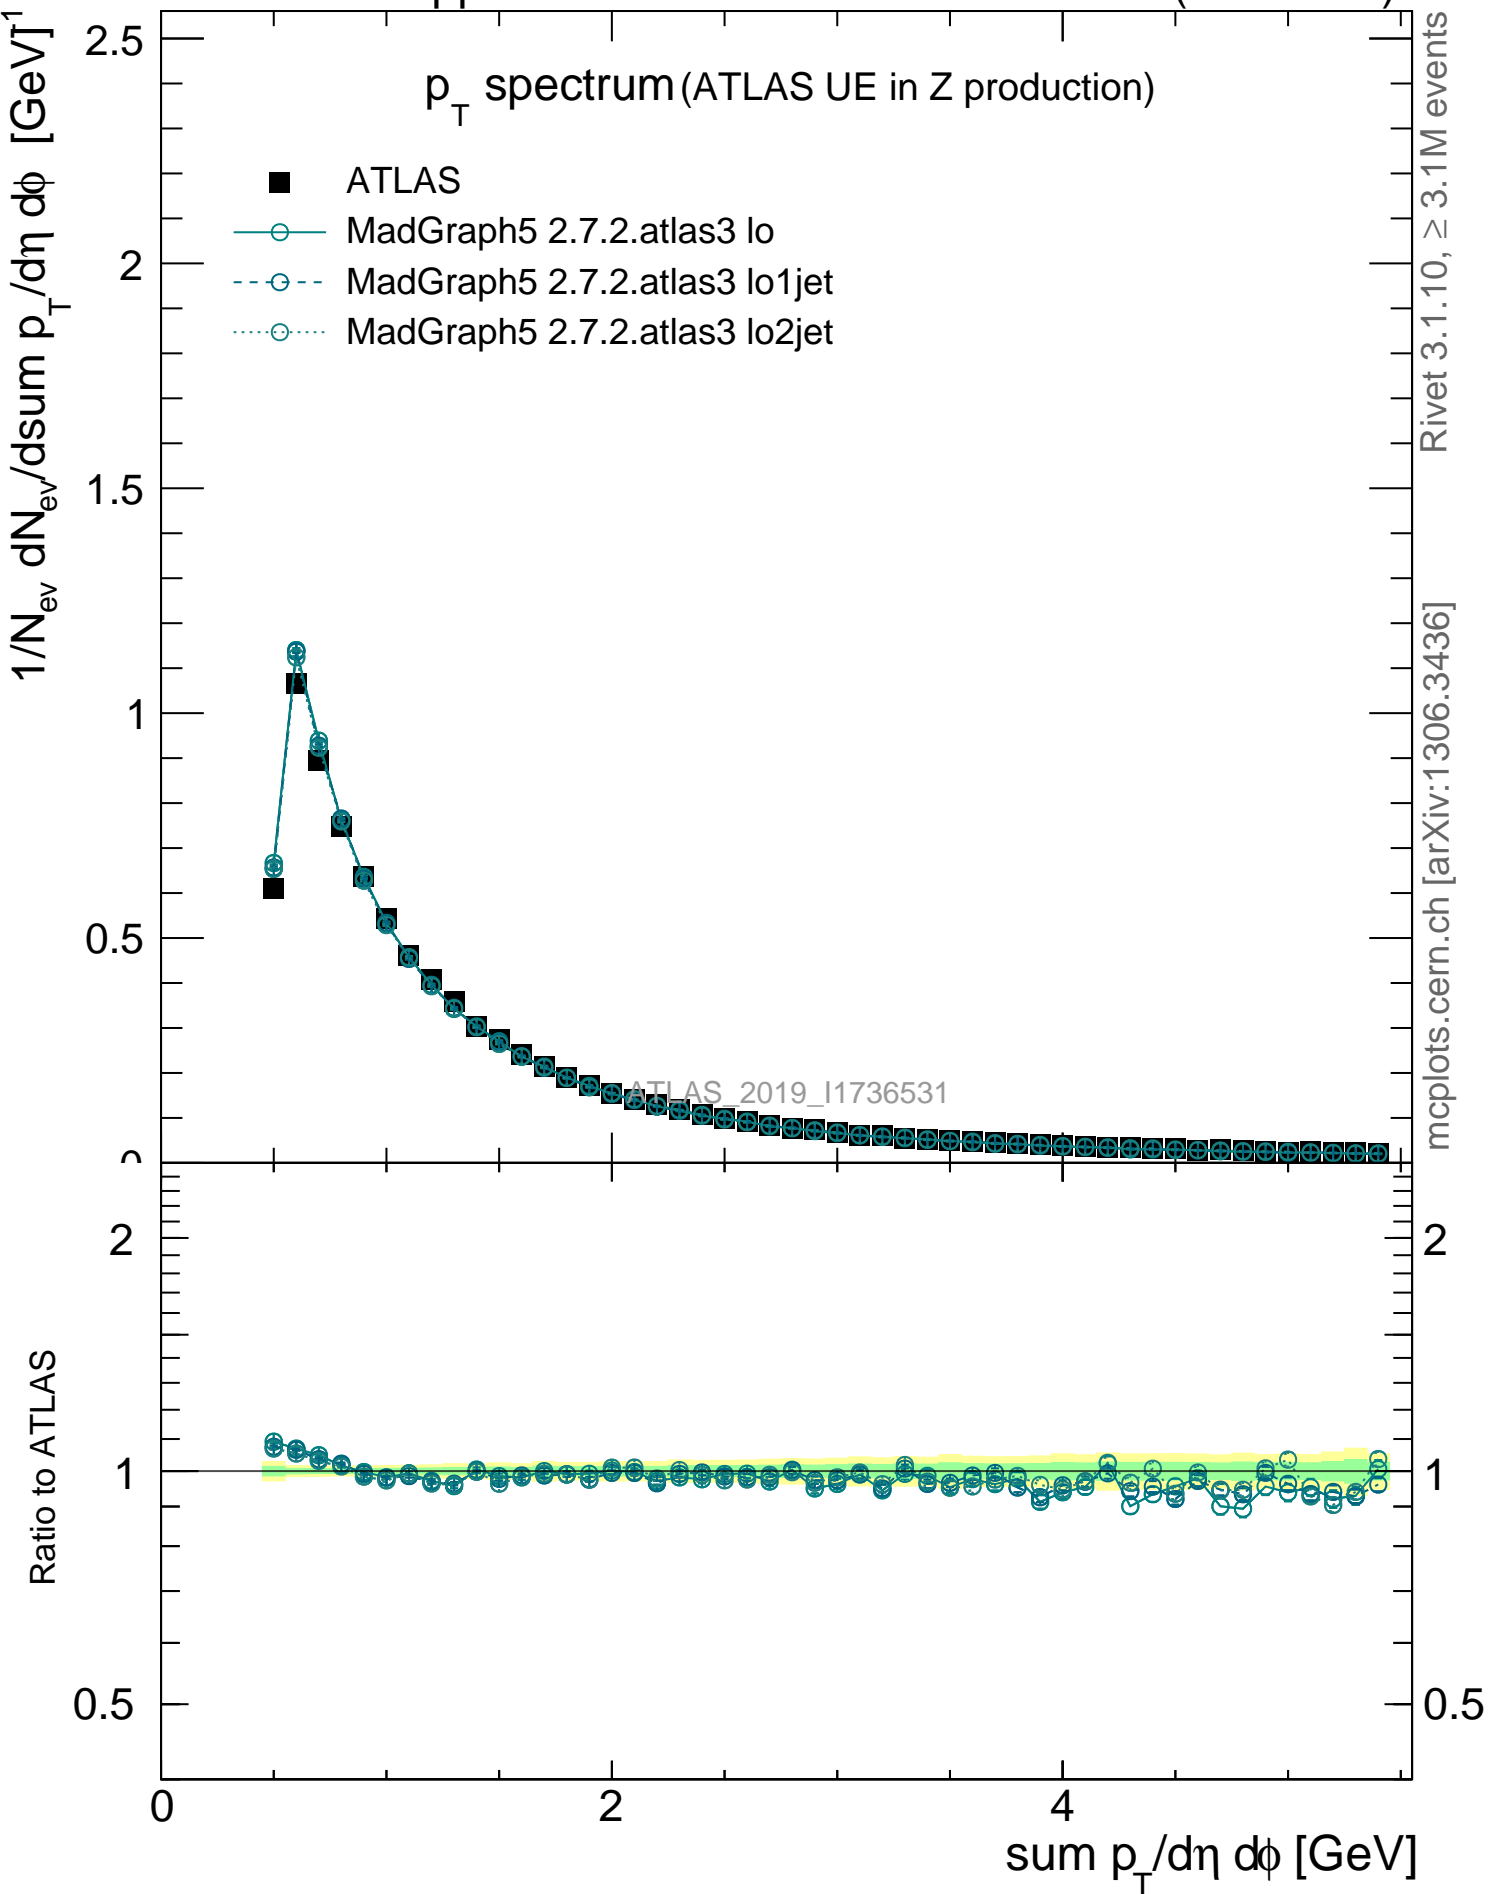 pp
p_T spectrum (ATLAS UE in Z production)
ATLAS
MadGraph5 2.7.2.atlas3 lo
MadGraph5 2.7.2.atlas3 lo1jet
MadGraph5 2.7.2.atlas3 lo2jet
1/N_ev dN_ev/dsum p_T/dη dϕ [GeV]^-1
2.5
2
1.5
1
0.5
0
ATLAS_2019_I1736531
Rivet 3.1.10, ≥ 3.1M events
mcplots.cern.ch [arXiv:1306.3436]
Ratio to ATLAS
2
1
0.5
2
1
0.5
0
2
4
sum p_T/dη dϕ [GeV]